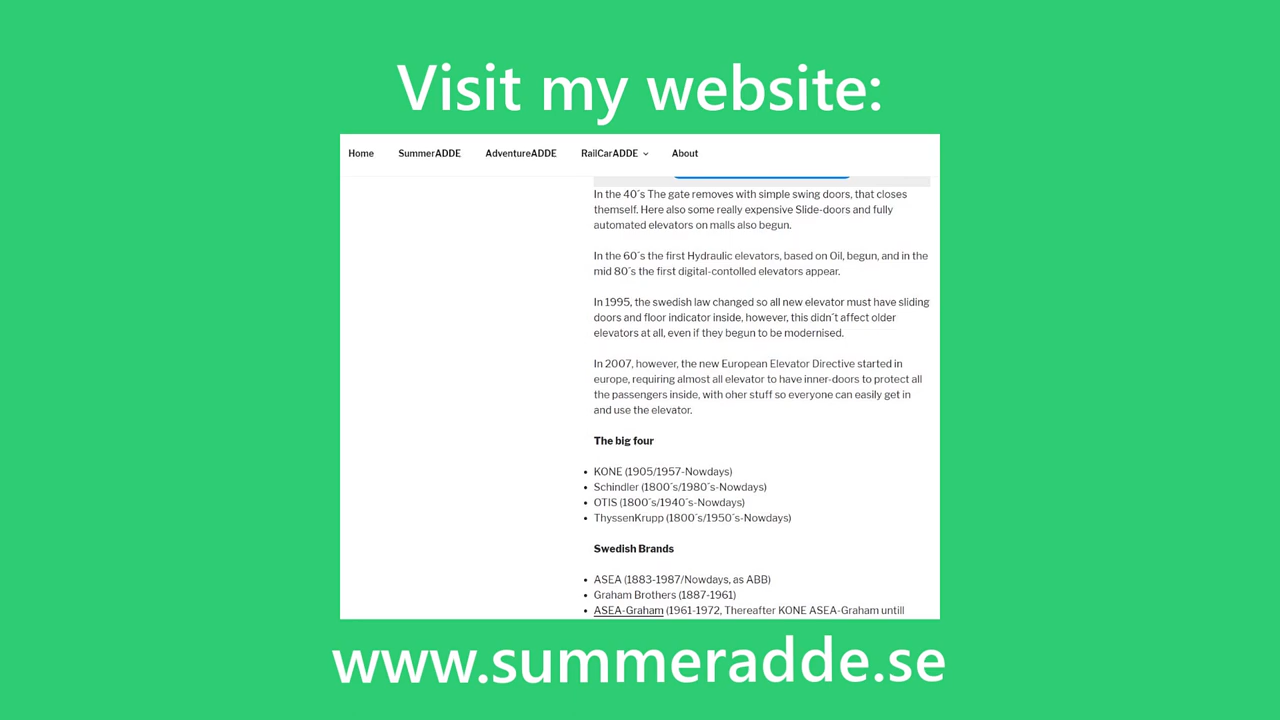 Visit my website:
Home SummerADDE AdventureADDE RailCarADDE About
In the 40´s The gate removes with simple swing doors, that closes
themself. Here also some really expensive Slide-doors and fully
automated elevators on malls also begun.
In the 60´s the first Hydraulic elevators, based on Oil, begun, and in the
mid 80´s the first digital-contolled elevators appear.
In 1995, the swedish law changed so all new elevator must have sliding
doors and floor indicator inside, however, this didn´t affect older
elevators at all, even if they begun to be modernised.
In 2007, however, the new European Elevator Directive started in
europe, requiring almost all elevator to have inner-doors to protect all
the passengers inside, with oher stuff so everyone can easily get in
and use the elevator.
The big four
• KONE (1905/1957-Nowdays)
• Schindler (1800´s/1980´s-Nowdays)
• OTIS (1800´s/1940´s-Nowdays)
• ThyssenKrupp (1800´s/1950´s-Nowdays)
Swedish Brands
• ASEA (1883-1987/Nowdays, as ABB)
• Graham Brothers (1887-1961)
• ASEA-Graham (1961-1972, Thereafter KONE ASEA-Graham untill
www.summeradde.se